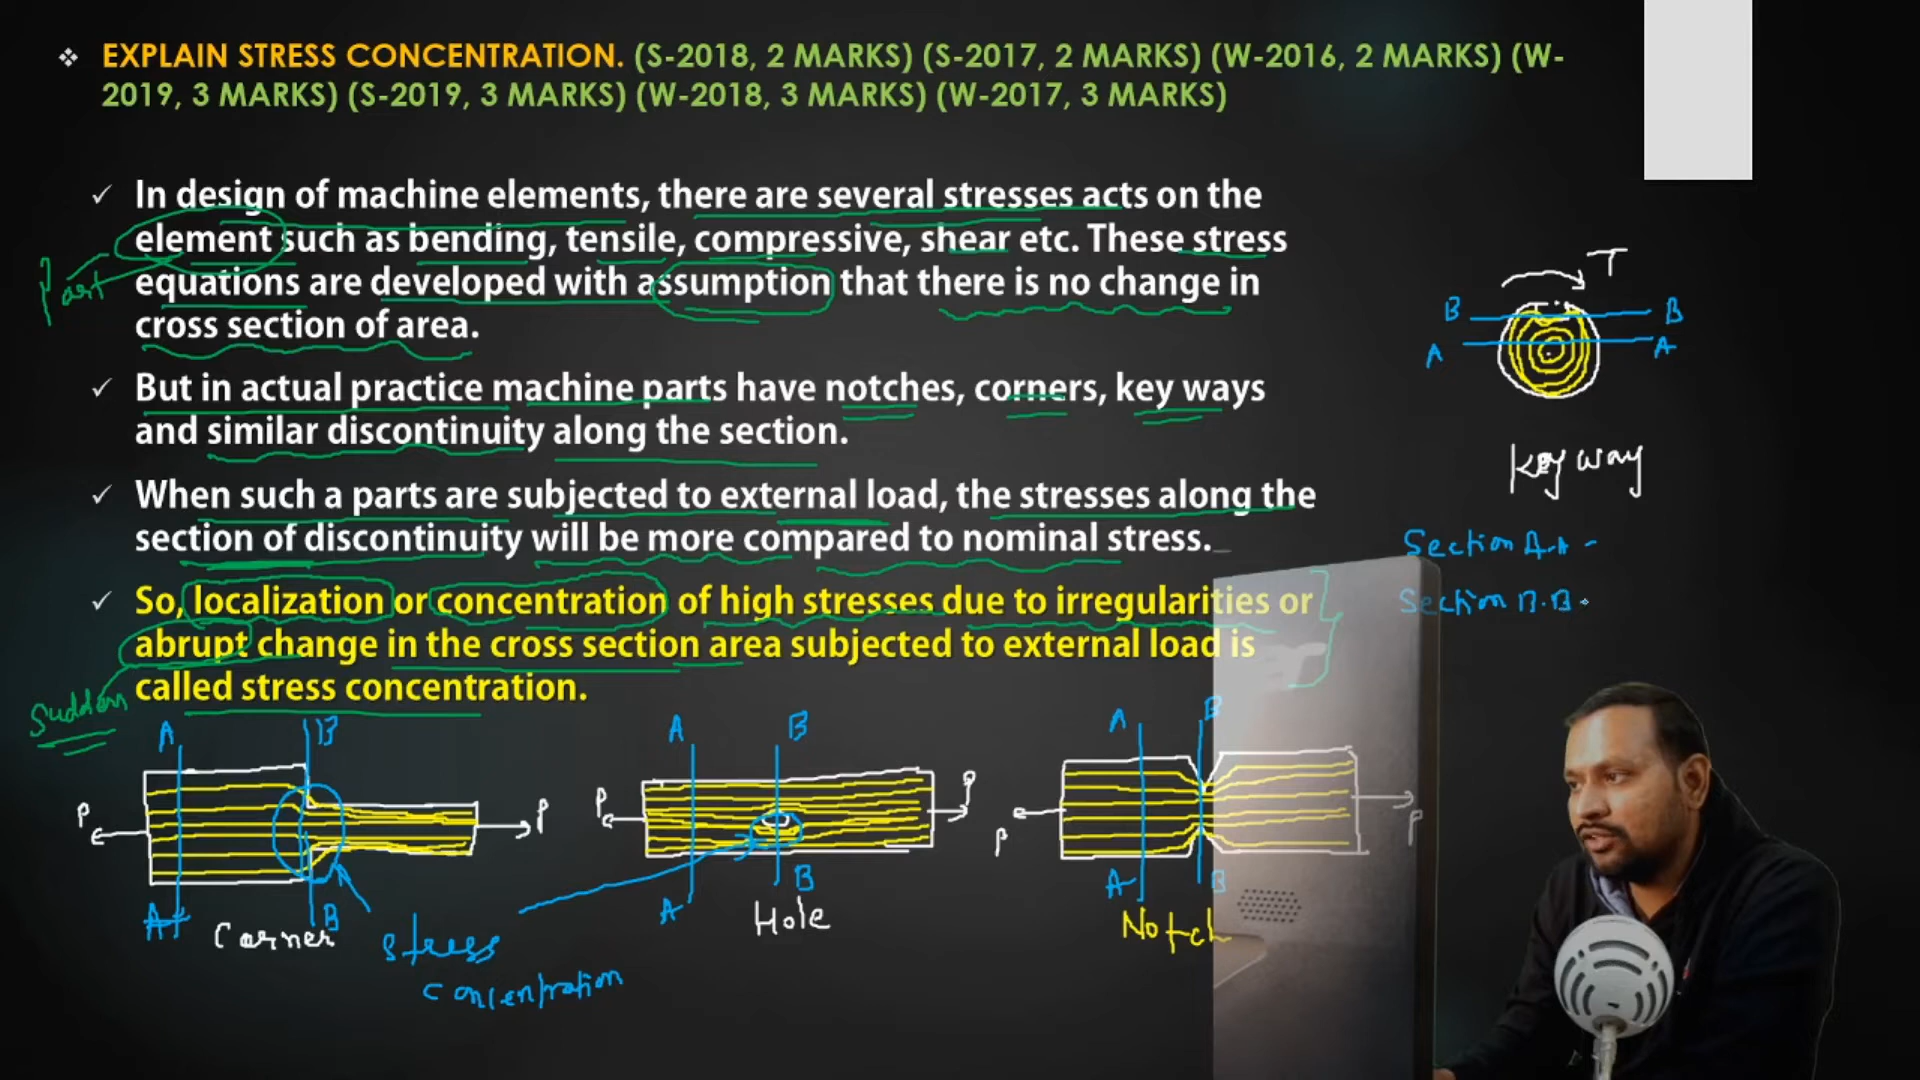 EXPLAIN STRESS CONCENTRATION. (S-2018, 2 MARKS) (S-2017, 2 MARKS) (W-2016, 2 MARKS) (W-
2019, 3 MARKS) (S-2019, 3 MARKS) (W-2018, 3 MARKS) (W-2017, 3 MARKS)
In design of machine elements, there are several stresses acts on the
element such as bending, tensile, compressive, shear etc. These stress
equations are developed with assumption that there is no change in
cross section of area.
Part
But in actual practice machine parts have notches, corners, key ways
and similar discontinuity along the section.
When such a parts are subjected to external load, the stresses along the
section of discontinuity will be more compared to nominal stress.
So, localization or concentration of high stresses due to irregularities or
abrupt change in the cross section area subjected to external load is
called stress concentration.
Sudden
T
B B
A A
Key way
Section A-A -
Section B-B -
A B
P P
A B
Corner
Stress
Concentration
A B
P P
A B
Hole
A B
P P
A B
Notch